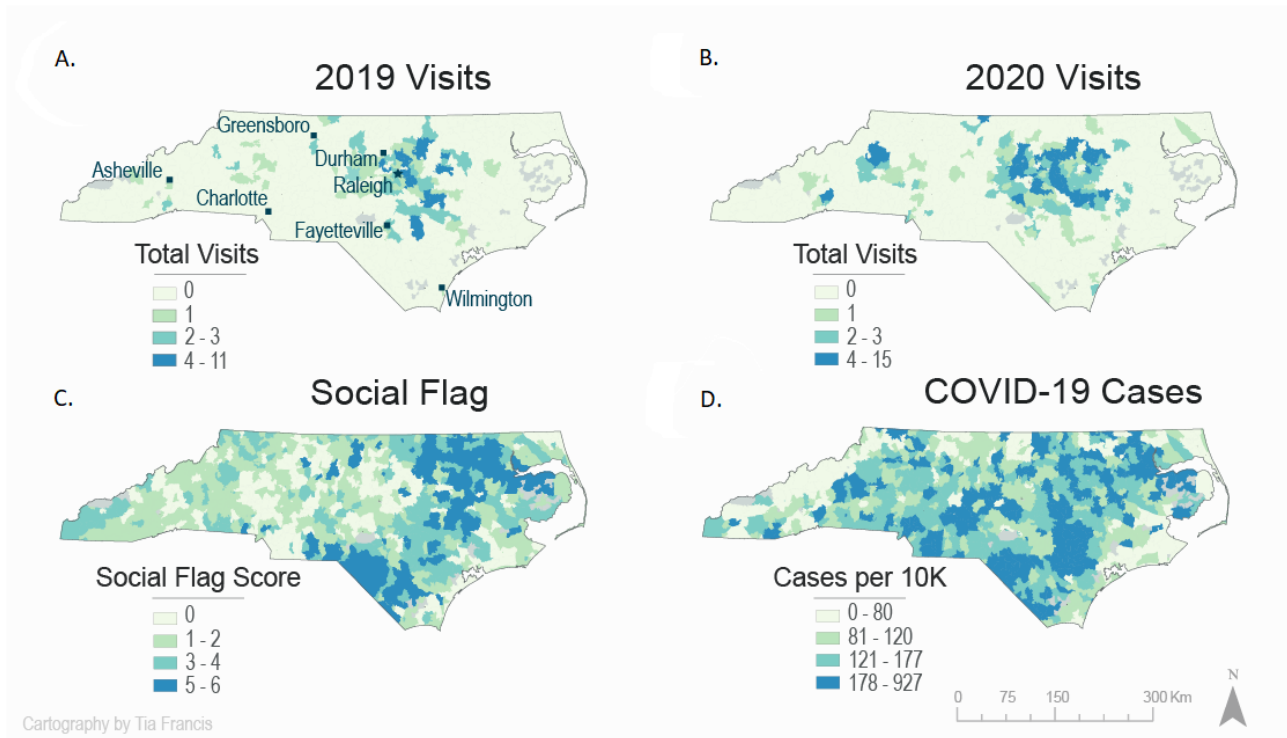 A.
2019 Visits
Greensboro
Durham
Asheville
Raleigh
Charlotte
Fayetteville
Wilmington
Total Visits
0
1
2 - 3
4 - 11
B.
2020 Visits
Total Visits
0
1
2 - 3
4 - 15
C.
Social Flag
Social Flag Score
0
1 - 2
3 - 4
5 - 6
D.
COVID-19 Cases
Cases per 10K
0 - 80
81 - 120
121 - 177
178 - 927
0 75 150 300 Km
N
Cartography by Tia Francis